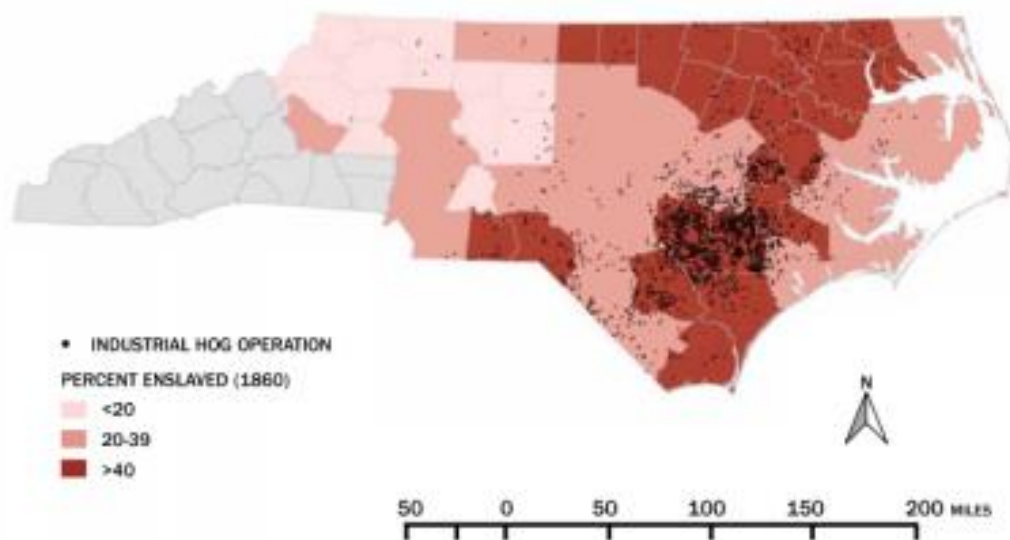 • INDUSTRIAL HOG OPERATION
PERCENT ENSLAVED (1860)
<20
20-39
>40
N
50 0 50 100 150 200 MILES